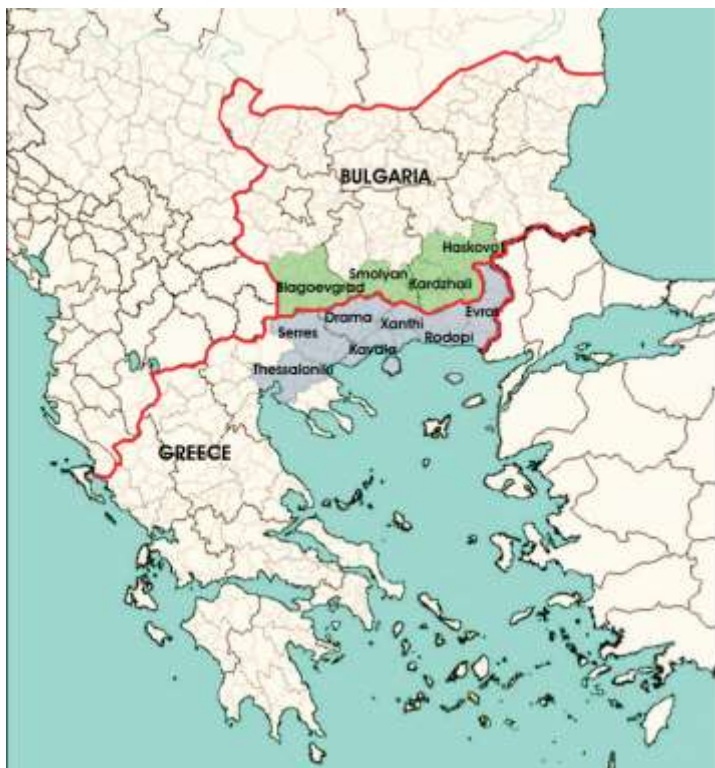 BULGARIA
Haskovo
Smolyan
Blagoevgrad
Kardzhali
Evros
Drama
Xanthi
Serres
Rodopi
Kavala
Thessaloniki
GREECE